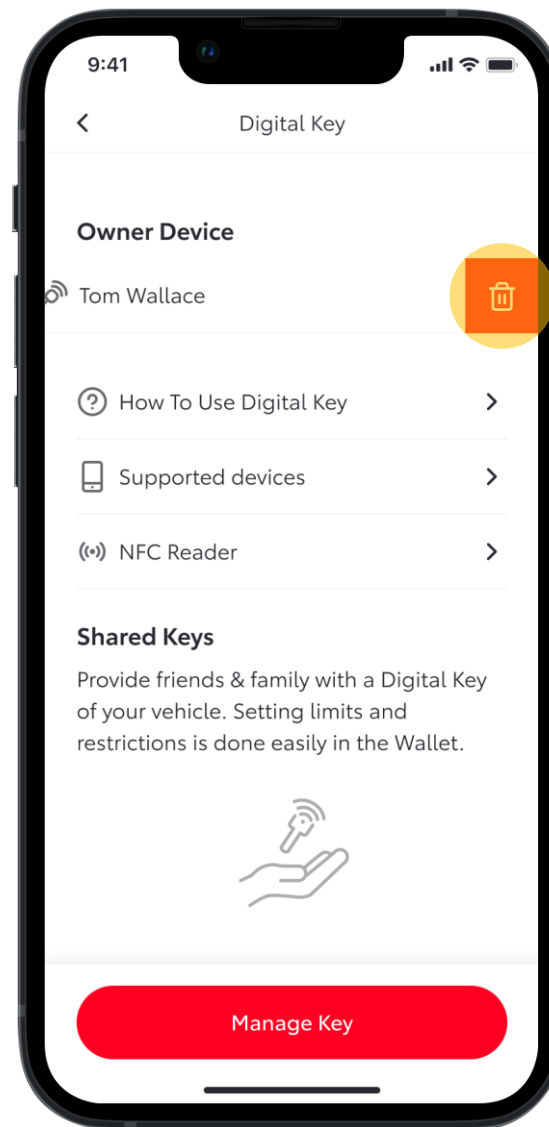 9:41
Digital Key
Owner Device
Tom Wallace
How To Use Digital Key
Supported devices
NFC Reader
Shared Keys
Provide friends & family with a Digital Key
of your vehicle. Setting limits and
restrictions is done easily in the Wallet.
Manage Key